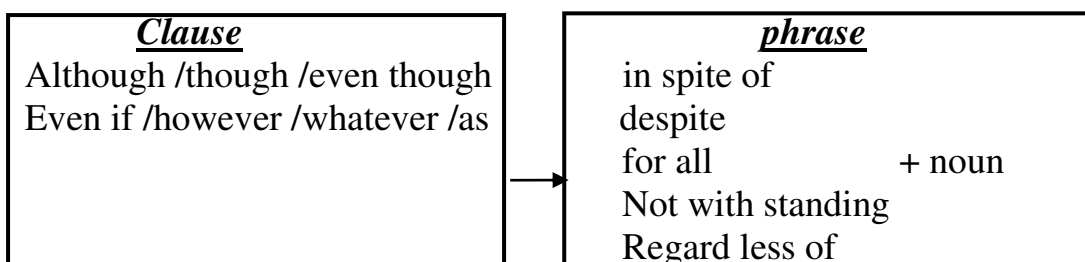 Clause
Although /though /even though
Even if /however /whatever /as
phrase
in spite of
despite
for all + noun
Not with standing
Regard less of